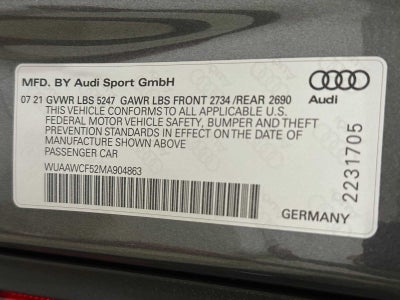 MFD. BY Audi Sport GmbH
07 21 GVWR LBS 5247 GAWR LBS FRONT 2734 /REAR 2690
THIS VEHICLE CONFORMS TO ALL APPLICABLE U.S.
FEDERAL MOTOR VEHICLE SAFETY, BUMPER AND THEFT
PREVENTION STANDARDS IN EFFECT ON THE DATE OF
MANUFACTURE SHOWN ABOVE
PASSENGER CAR
WUAAWCF52MA904863
Audi
2231705
GERMANY